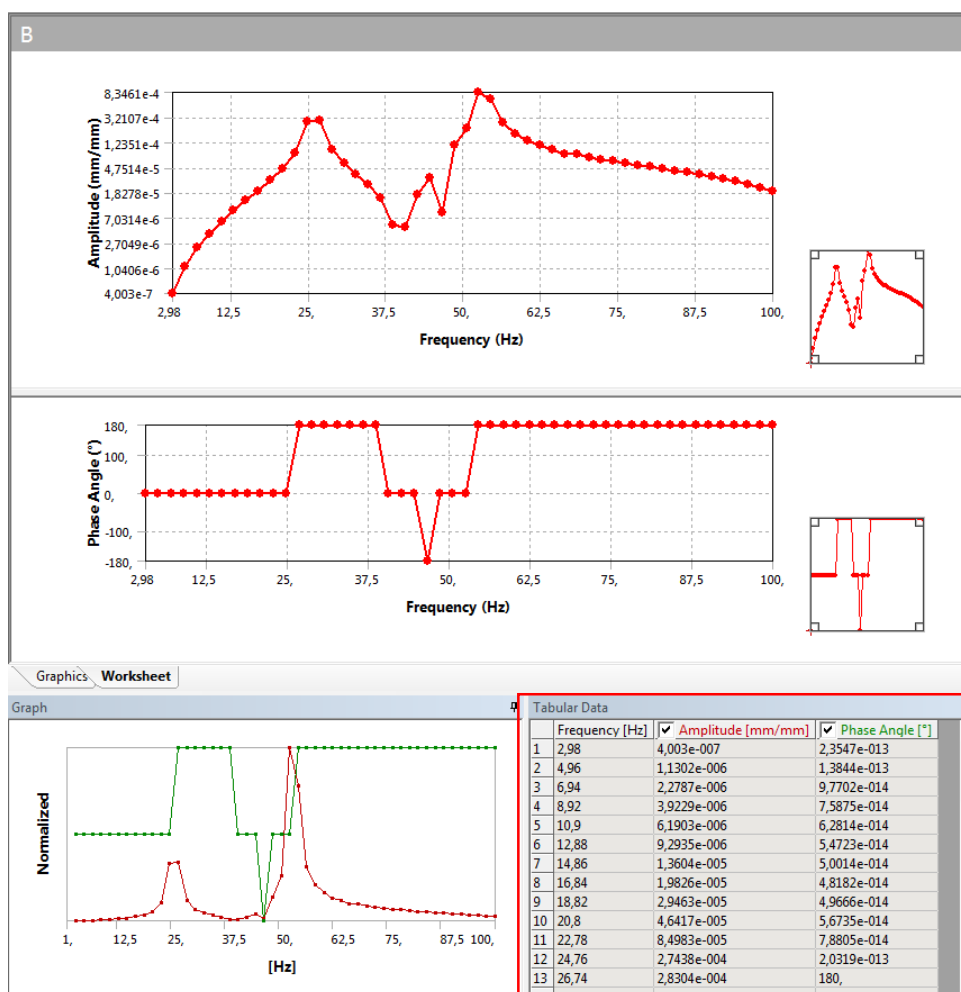 B
Amplitude (mm/mm)
8,3461e-4
3,2107e-4
1,2351e-4
4,7514e-5
1,8278e-5
7,0314e-6
2,7049e-6
1,0406e-6
4,003e-7
2,98 12,5 25, 37,5 50, 62,5 75, 87,5 100,
Frequency (Hz)
Phase Angle (°)
180,
100,
0,
-100,
-180,
2,98 12,5 25, 37,5 50, 62,5 75, 87,5 100,
Frequency (Hz)
Graphics Worksheet
Graph
Normalized
1, 12,5 25, 37,5 50, 62,5 75, 87,5 100,
[Hz]
Tabular Data
Frequency [Hz] Amplitude [mm/mm] Phase Angle [°]
1 2,98 4,003e-007 2,3547e-013
2 4,96 1,1302e-006 1,3844e-013
3 6,94 2,2787e-006 9,7702e-014
4 8,92 3,9229e-006 7,5875e-014
5 10,9 6,1903e-006 6,2814e-014
6 12,88 9,2935e-006 5,4723e-014
7 14,86 1,3604e-005 5,0014e-014
8 16,84 1,9826e-005 4,8182e-014
9 18,82 2,9463e-005 4,9666e-014
10 20,8 4,6417e-005 5,6735e-014
11 22,78 8,4983e-005 7,8805e-014
12 24,76 2,7438e-004 2,0319e-013
13 26,74 2,8304e-004 180,